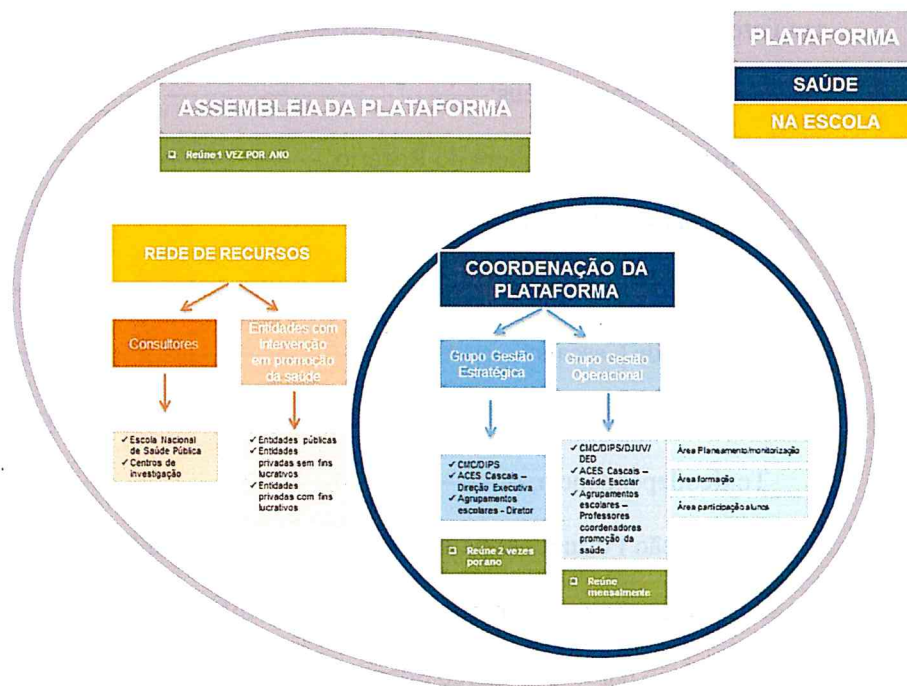 PLATAFORMA
SAÚDE
NA ESCOLA
ASSEMBLEIA DA PLATAFORMA
Reúne 1 VEZ POR ANO
REDE DE RECURSOS
Consultores
Entidades com
intervenção
em promoção
da saúde
✓ Escola Nacional
de Saúde Pública
✓ Centros de
investigação
✓ Entidades públicas
✓ Entidades
privadas sem fins
lucrativos
✓ Entidades
privadas com fins
lucrativos
COORDENAÇÃO DA
PLATAFORMA
Grupo Gestão
Estratégica
Grupo Gestão
Operacional
✓ CMC/DIPS
✓ ACES Cascais –
Direção Executiva
✓ Agrupamentos
escolares - Diretor
Reúne 2 vezes
por ano
✓ CMC/DIPS/DJUV/
DED
✓ ACES Cascais –
Saúde Escolar
✓ Agrupamentos
escolares –
Professores
coordenadores
promoção da
saúde
Reúne
mensalmente
Área Planeamento/monitorização
Área formação
Área participação alunos